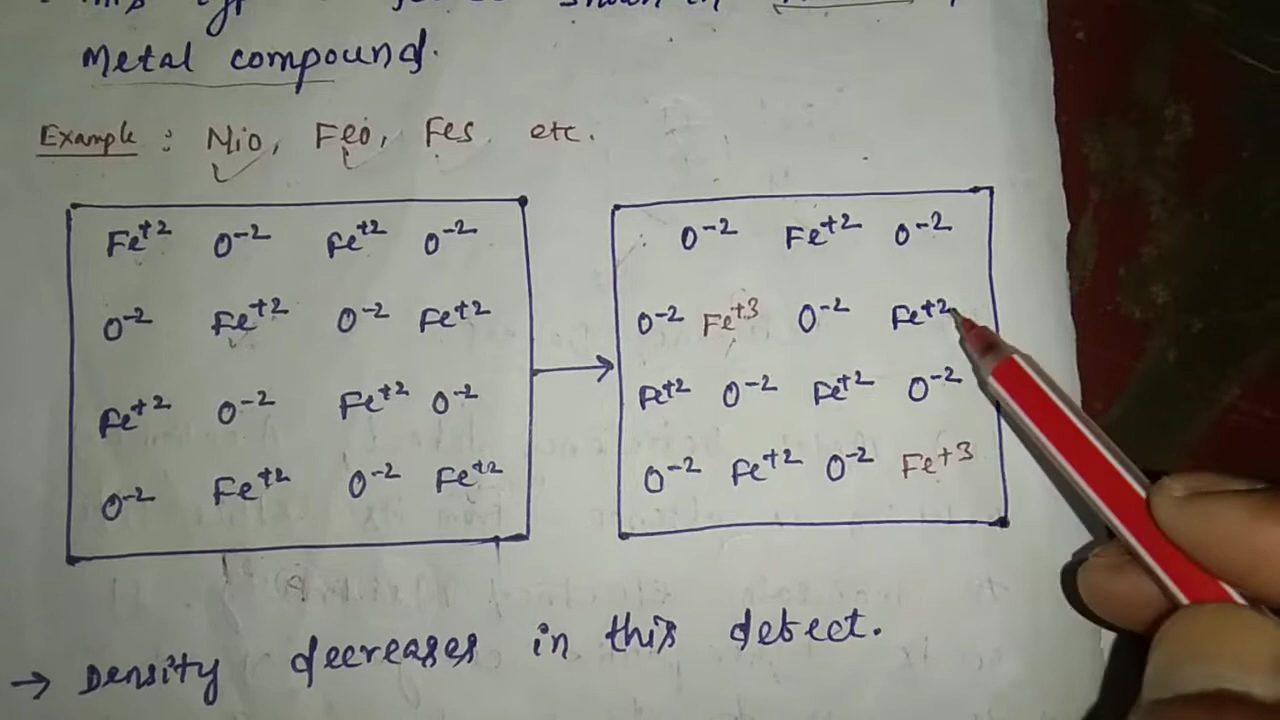 in
Metal compound.
Example : Nio, Feo, Fes etc.
Fe+2 O-2 Fe+2 O-2
O-2 Fe+2 O-2 Fe+2
Fe+2 O-2 Fe+2 O-2
O-2 Fe+2 O-2 Fe+2
O-2 Fe+2 O-2
O-2 Fe+3 O-2 Fe+2
Fe+2 O-2 Fe+2 O-2
O-2 Fe+2 O-2 Fe+3
→ Density decreases in this defect.